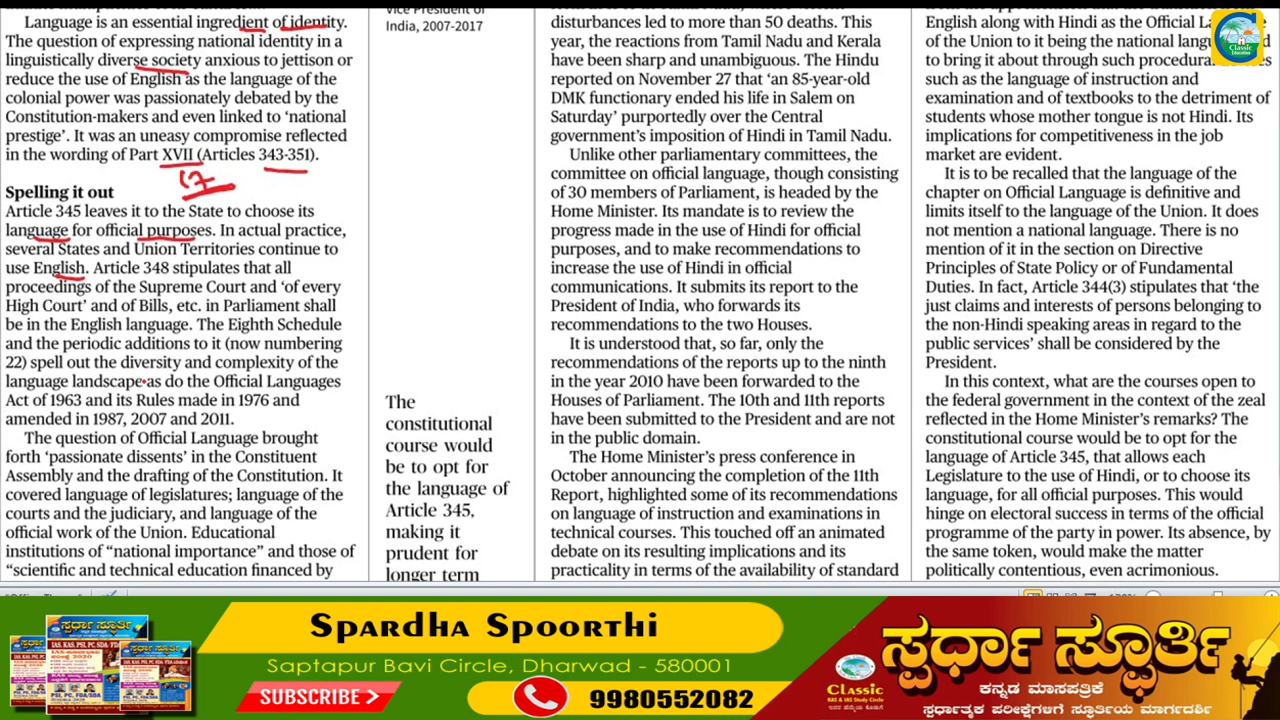 Language is an essential ingredient of identity.
The question of expressing national identity in a
linguistically diverse society anxious to jettison or
reduce the use of English as the language of the
colonial power was passionately debated by the
Constitution-makers and even linked to ‘national
prestige’. It was an uneasy compromise reflected
in the wording of Part XVII (Articles 343-351).
17
Spelling it out
Article 345 leaves it to the State to choose its
language for official purposes. In actual practice,
several States and Union Territories continue to
use English. Article 348 stipulates that all
proceedings of the Supreme Court and ‘of every
High Court’ and of Bills, etc. in Parliament shall
be in the English language. The Eighth Schedule
and the periodic additions to it (now numbering
22) spell out the diversity and complexity of the
language landscape as do the Official Languages
Act of 1963 and its Rules made in 1976 and
amended in 1987, 2007 and 2011.
The question of Official Language brought
forth ‘passionate dissents’ in the Constituent
Assembly and the drafting of the Constitution. It
covered language of legislatures; language of the
courts and the judiciary, and language of the
official work of the Union. Educational
institutions of “national importance” and those of
“scientific and technical education financed by
Vice President of
India, 2007-2017
The
constitutional
course would
be to opt for
the language of
Article 345,
making it
prudent for
longer term
disturbances led to more than 50 deaths. This
year, the reactions from Tamil Nadu and Kerala
have been sharp and unambiguous. The Hindu
reported on November 27 that ‘an 85-year-old
DMK functionary ended his life in Salem on
Saturday’ purportedly over the Central
government’s imposition of Hindi in Tamil Nadu.
Unlike other parliamentary committees, the
committee on official language, though consisting
of 30 members of Parliament, is headed by the
Home Minister. Its mandate is to review the
progress made in the use of Hindi for official
purposes, and to make recommendations to
increase the use of Hindi in official
communications. It submits its report to the
President of India, who forwards its
recommendations to the two Houses.
It is understood that, so far, only the
recommendations of the reports up to the ninth
in the year 2010 have been forwarded to the
Houses of Parliament. The 10th and 11th reports
have been submitted to the President and are not
in the public domain.
The Home Minister’s press conference in
October announcing the completion of the 11th
Report, highlighted some of its recommendations
on language of instruction and examinations in
technical courses. This touched off an animated
debate on its resulting implications and its
practicality in terms of the availability of standard
English along with Hindi as the Official
of the Union to it being the national
to bring it about through such
such as the language of instruction and
examination and of textbooks to the detriment of
students whose mother tongue is not Hindi. Its
implications for competitiveness in the job
market are evident.
It is to be recalled that the language of the
chapter on Official Language is definitive and
limits itself to the language of the Union. It does
not mention a national language. There is no
mention of it in the section on Directive
Principles of State Policy or of Fundamental
Duties. In fact, Article 344(3) stipulates that ‘the
just claims and interests of persons belonging to
the non-Hindi speaking areas in regard to the
public services’ shall be considered by the
President.
In this context, what are the courses open to
the federal government in the context of the zeal
reflected in the Home Minister’s remarks? The
constitutional course would be to opt for the
language of Article 345, that allows each
Legislature to the use of Hindi, or to choose its
language, for all official purposes. This would
hinge on electoral success in terms of the official
programme of the party in power. Its absence, by
the same token, would make the matter
politically contentious, even acrimonious.
Classic
Education
Spardha Spoorthi
Saptapur Bavi Circle Dharwad - 580001
SUBSCRIBE >
9980552082
Classic
KAS & IAS Study Circle
ಸ್ಪರ್ಧಾ ಸ್ಫೂರ್ತಿ
ಕನ್ನಡ ಮಾಸಪತ್ರಿಕೆ
ಸ್ಪರ್ಧಾತ್ಮಕ ಪರೀಕ್ಷೆಗಳಿಗೆ ಸ್ಫೂರ್ತಿಯ ಮಾರ್ಗದರ್ಶಿ